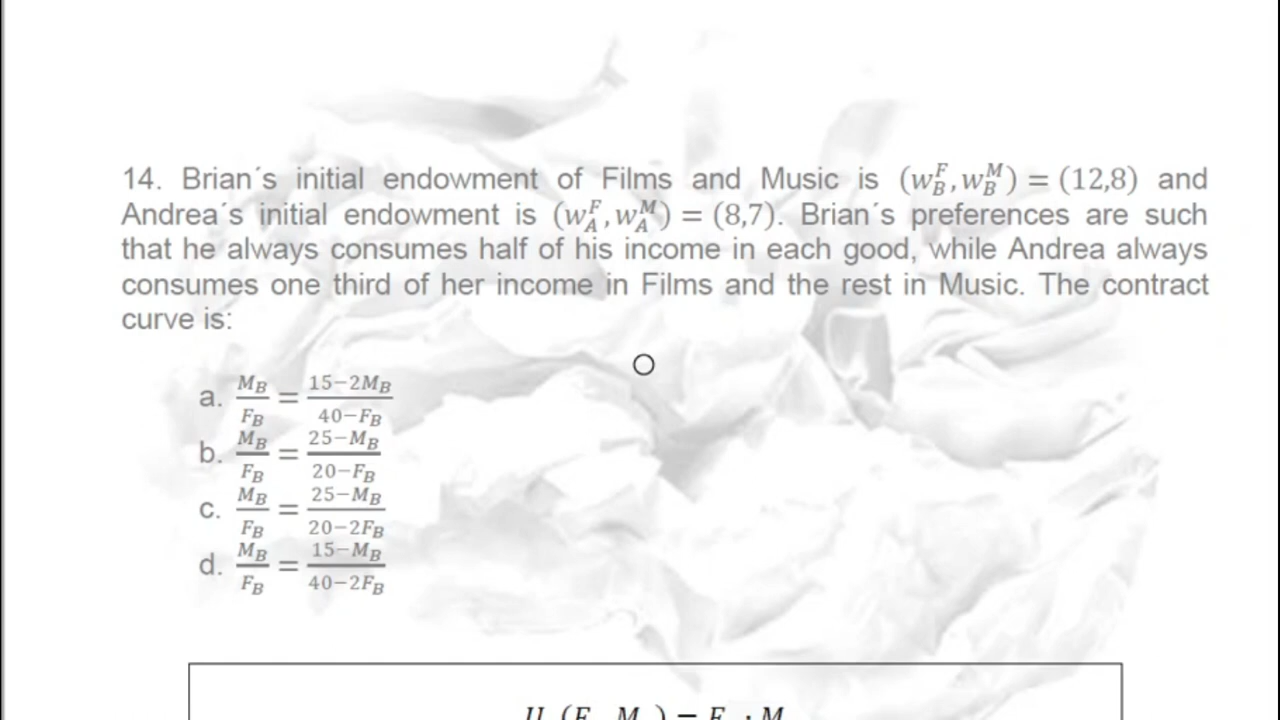 14. Brian´s initial endowment of Films and Music is (w_B^F, w_B^M) = (12,8) and
Andrea´s initial endowment is (w_A^F, w_A^M) = (8,7). Brian´s preferences are such
that he always consumes half of his income in each good, while Andrea always
consumes one third of her income in Films and the rest in Music. The contract
curve is:
a. M_B/F_B = (15−2M_B)/(40−F_B)
b. M_B/F_B = (25−M_B)/(20−F_B)
c. M_B/F_B = (25−M_B)/(20−2F_B)
d. M_B/F_B = (15−M_B)/(40−2F_B)